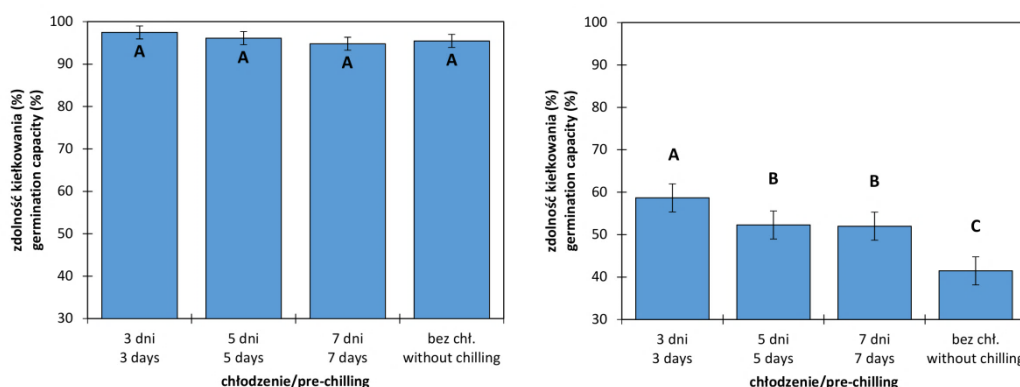 zdolność kiełkowania (%)
germination capacity (%)
100
90
80
70
60
50
40
30
A
A
A
A
3 dni
3 days
5 dni
5 days
7 dni
7 days
bez chł.
without chilling
chłodzenie/pre-chilling
zdolność kiełkowania (%)
germination capacity (%)
100
90
80
70
60
50
40
30
A
B
B
C
3 dni
3 days
5 dni
5 days
7 dni
7 days
bez chł.
without chilling
chłodzenie/pre-chilling